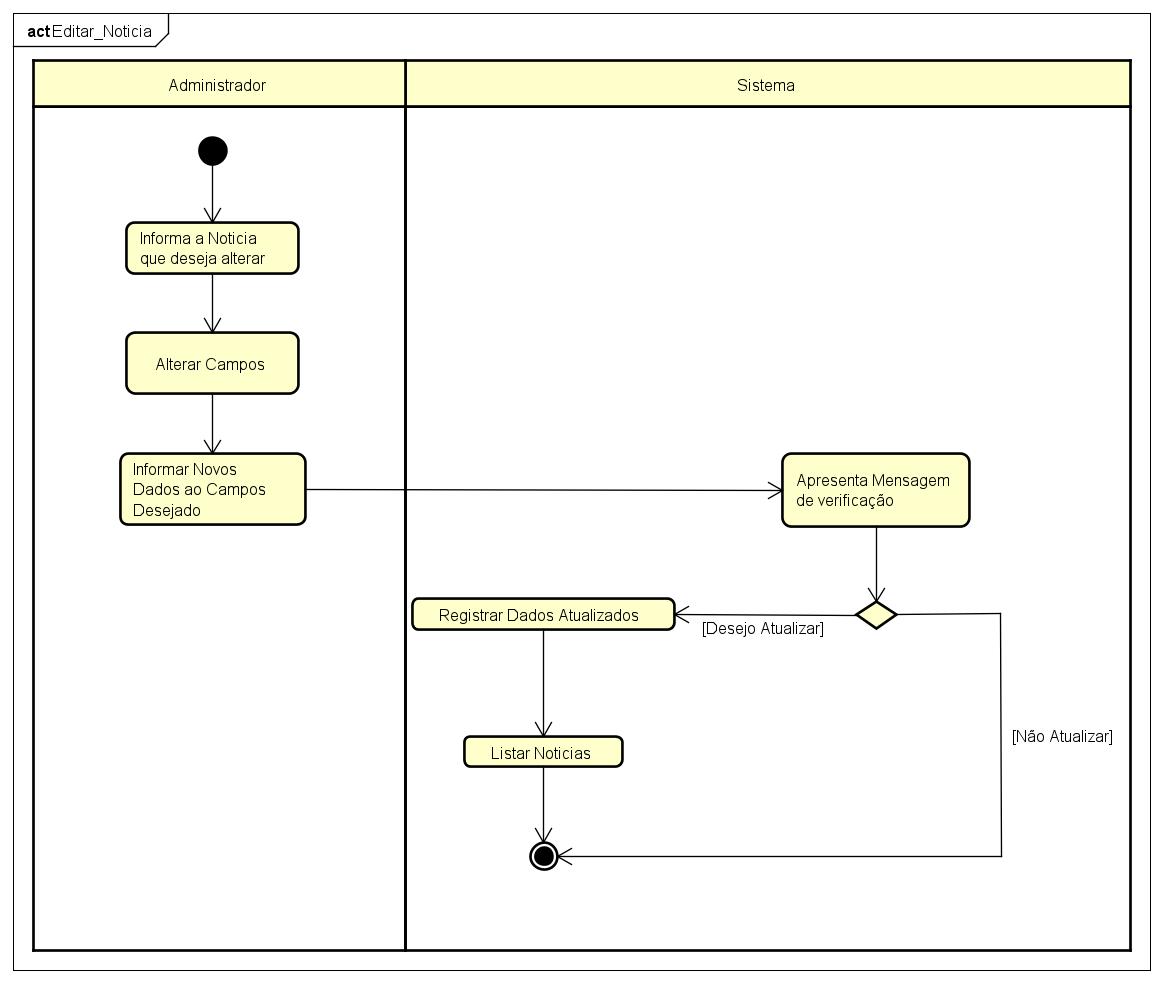 act Editar_Noticia
Administrador
Sistema
Informa a Noticia
que deseja alterar
Alterar Campos
Informar Novos
Dados ao Campos
Desejado
Apresenta Mensagem
de verificação
Registrar Dados Atualizados
[Desejo Atualizar]
[Não Atualizar]
Listar Noticias